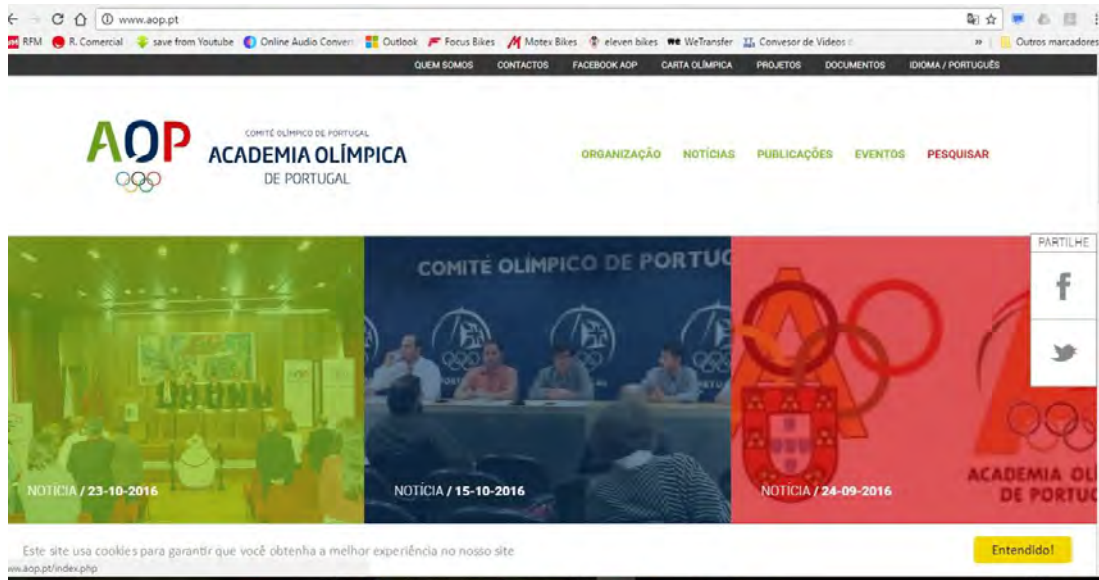 www.aop.pt
RFM R. Comercial save from Youtube Online Audio Conver Outlook Focus Bikes Motex Bikes eleven bikes WeTransfer Convesor de Videos » Outros marcadores
QUEM SOMOS CONTACTOS FACEBOOK AOP CARTA OLÍMPICA PROJETOS DOCUMENTOS IDIOMA / PORTUGUÊS
AOP
COMITÉ OLÍMPICO DE PORTUGAL
ACADEMIA OLÍMPICA
DE PORTUGAL
ORGANIZAÇÃO NOTÍCIAS PUBLICAÇÕES EVENTOS PESQUISAR
PARTILHE
COMITÉ OLÍMPICO DE PORTUG
NOTÍCIA / 23-10-2016
NOTÍCIA / 15-10-2016
NOTÍCIA / 24-09-2016
ACADEMIA OLÍ
DE PORTUG
Este site usa cookies para garantir que você obtenha a melhor experiência no nosso site
Entendido!
www.aop.pt/index.php